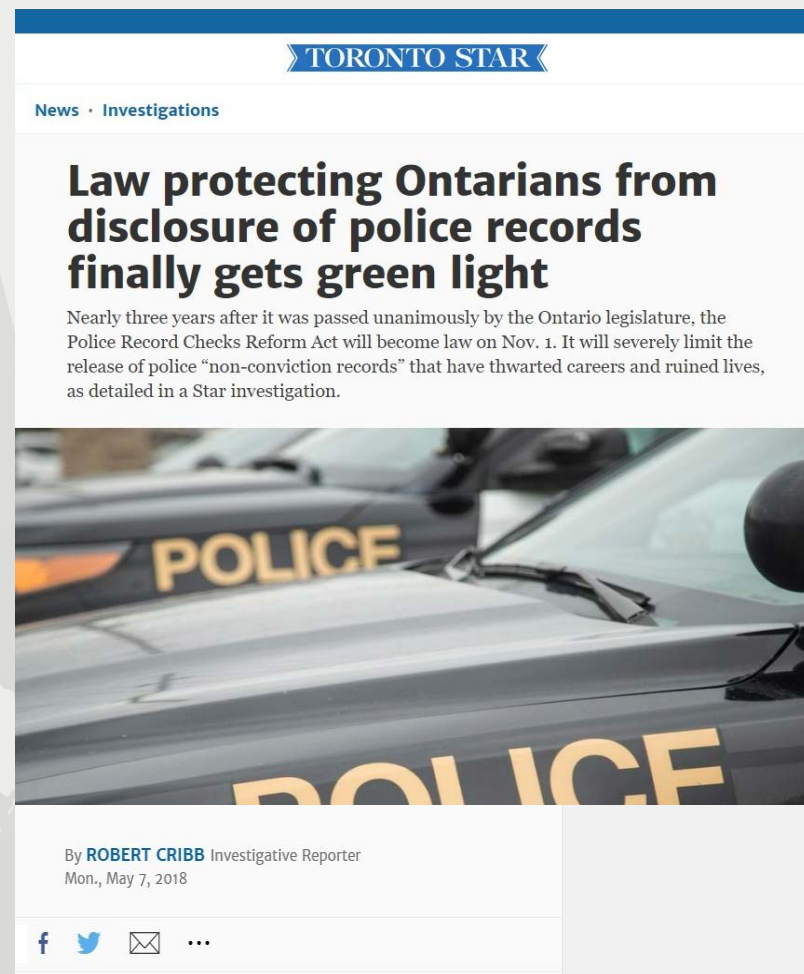 TORONTO STAR
News · Investigations
Law protecting Ontarians from
disclosure of police records
finally gets green light
Nearly three years after it was passed unanimously by the Ontario legislature, the
Police Record Checks Reform Act will become law on Nov. 1. It will severely limit the
release of police “non-conviction records” that have thwarted careers and ruined lives,
as detailed in a Star investigation.
POLICE
POLICE
By ROBERT CRIBB Investigative Reporter
Mon., May 7, 2018